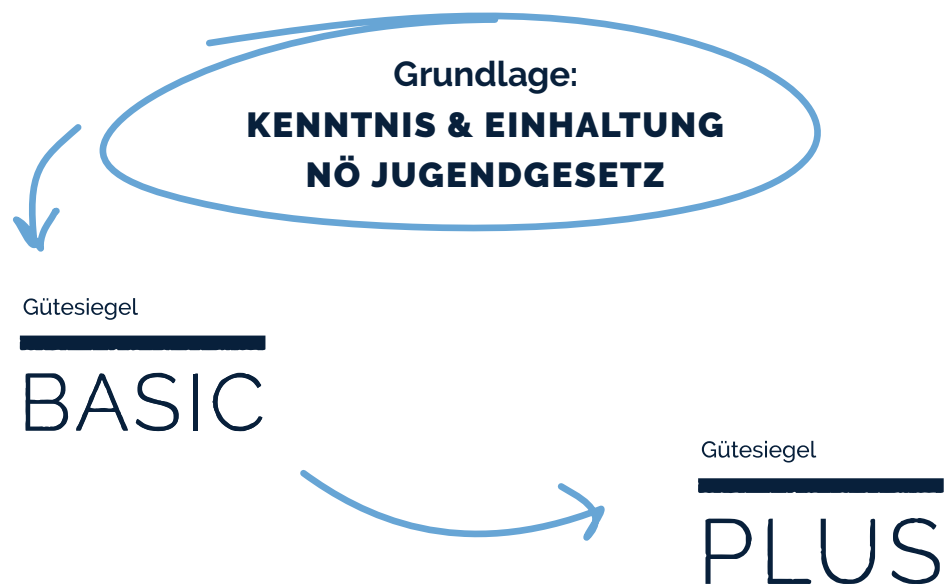 Grundlage:
KENNTNIS & EINHALTUNG
NÖ JUGENDGESETZ
Gütesiegel
BASIC
Gütesiegel
PLUS